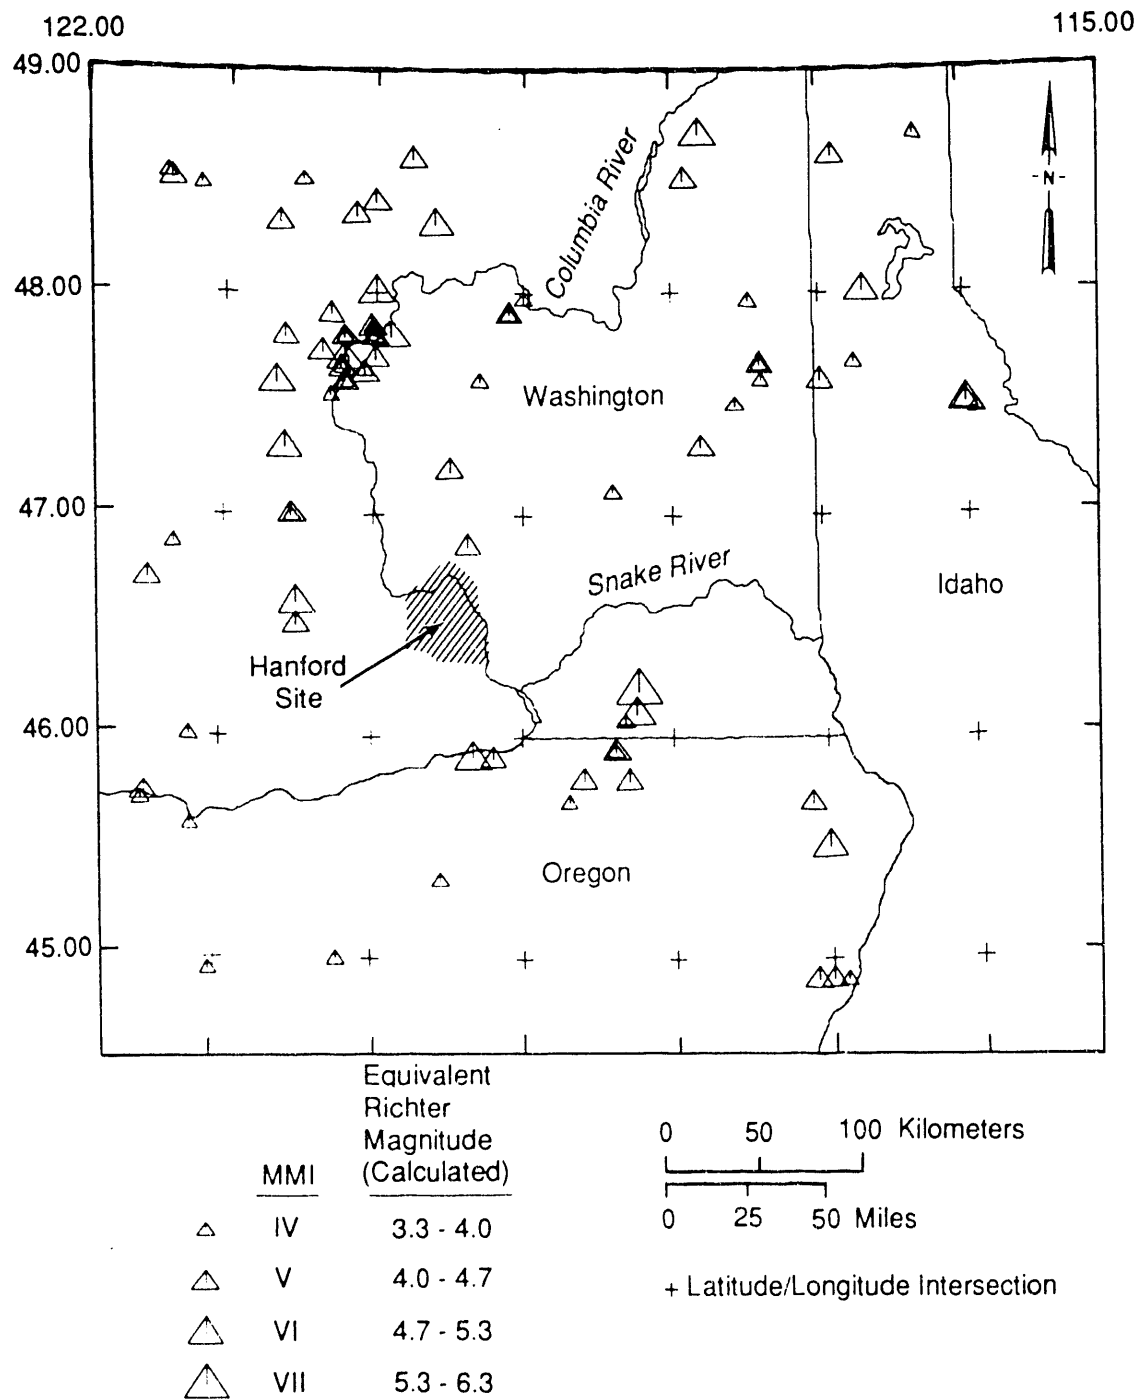 122.00
115.00
49.00
Columbia River
N
48.00
Washington
47.00
Snake River
Idaho
Hanford
Site
46.00
Oregon
45.00
Equivalent
Richter
Magnitude
MMI (Calculated)
IV 3.3 - 4.0
V 4.0 - 4.7
VI 4.7 - 5.3
VII 5.3 - 6.3
0 50 100 Kilometers
0 25 50 Miles
+ Latitude/Longitude Intersection